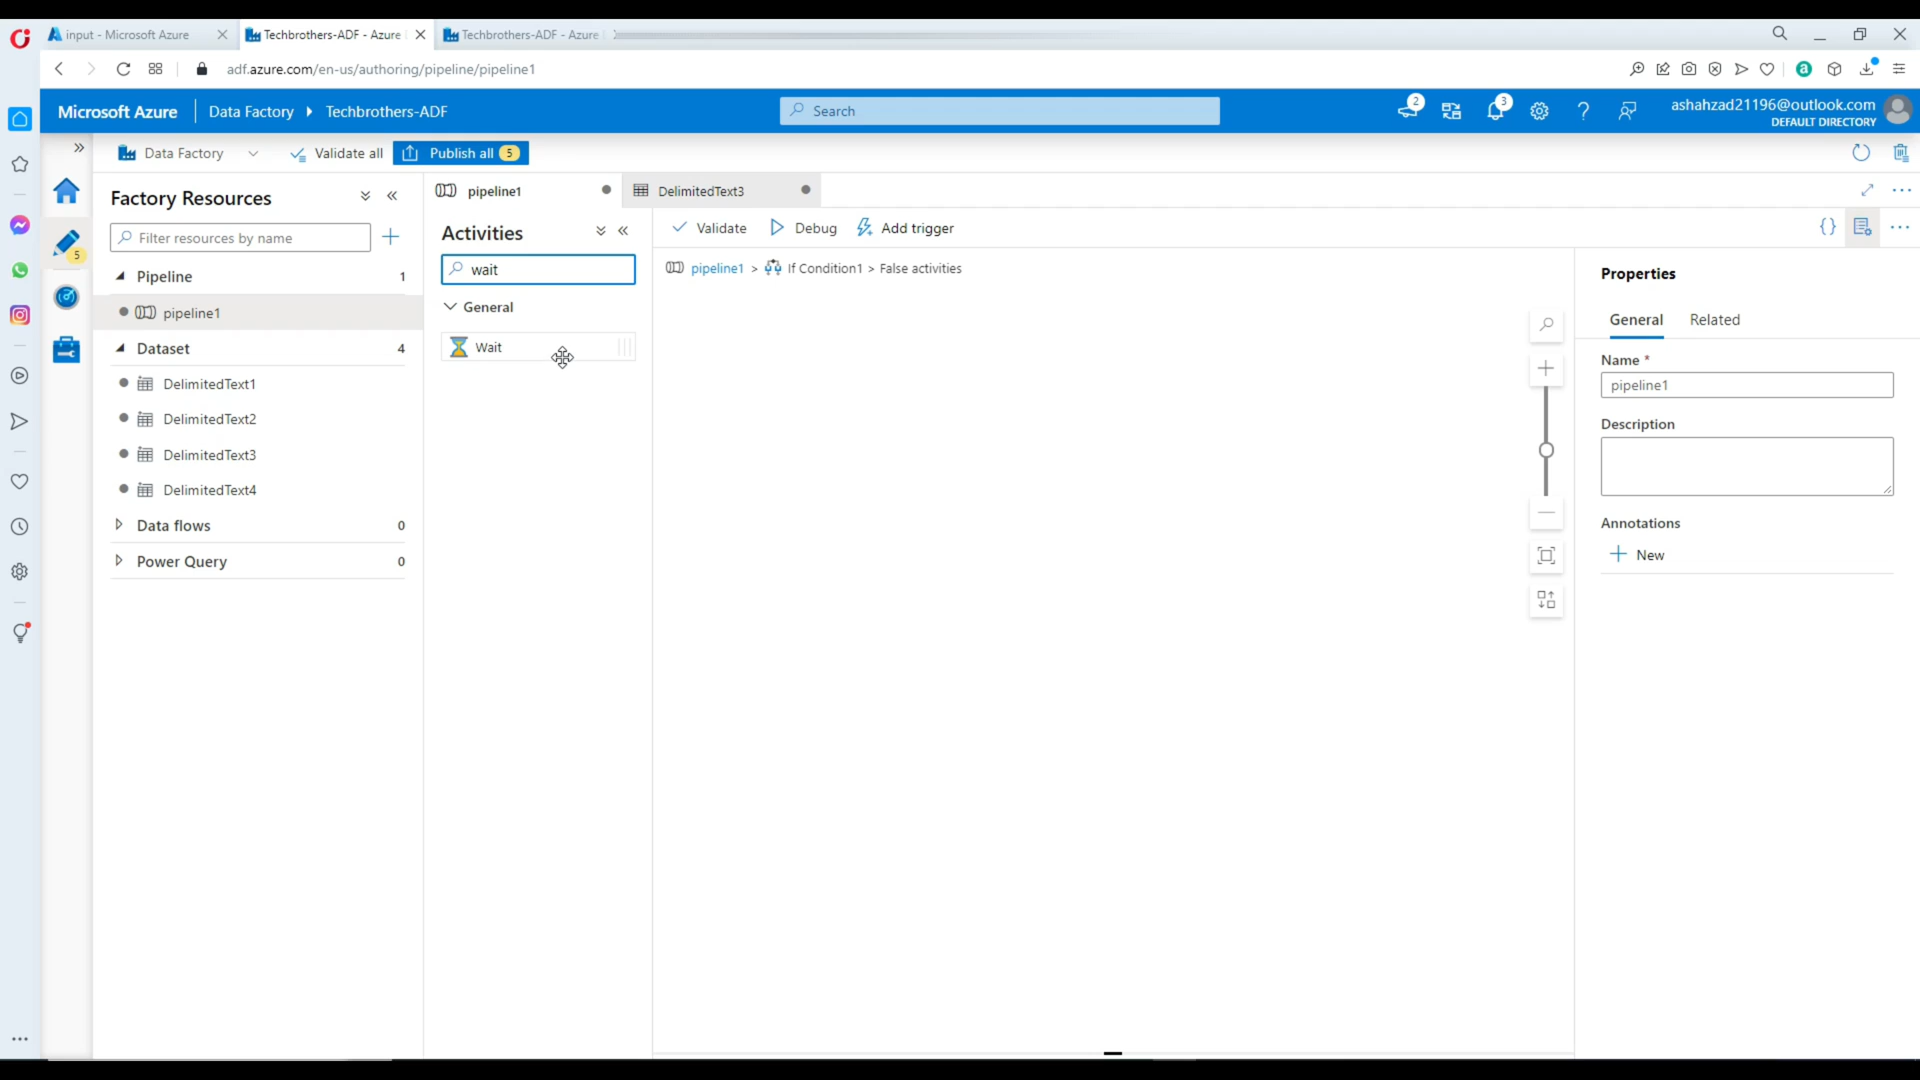 input - Microsoft Azure
Techbrothers-ADF - Azure
Techbrothers-ADF - Azure
adf.azure.com/en-us/authoring/pipeline/pipeline1
Microsoft Azure
Data Factory
Techbrothers-ADF
Search
2
3
ashahzad21196@outlook.com
DEFAULT DIRECTORY
Data Factory
Validate all
Publish all
5
5
Factory Resources
Filter resources by name
Pipeline
1
pipeline1
Dataset
4
DelimitedText1
DelimitedText2
DelimitedText3
DelimitedText4
Data flows
0
Power Query
0
pipeline1
DelimitedText3
Activities
wait
General
Wait
Validate
Debug
Add trigger
pipeline1 > If Condition1 > False activities
Properties
General
Related
Name *
pipeline1
Description
Annotations
New